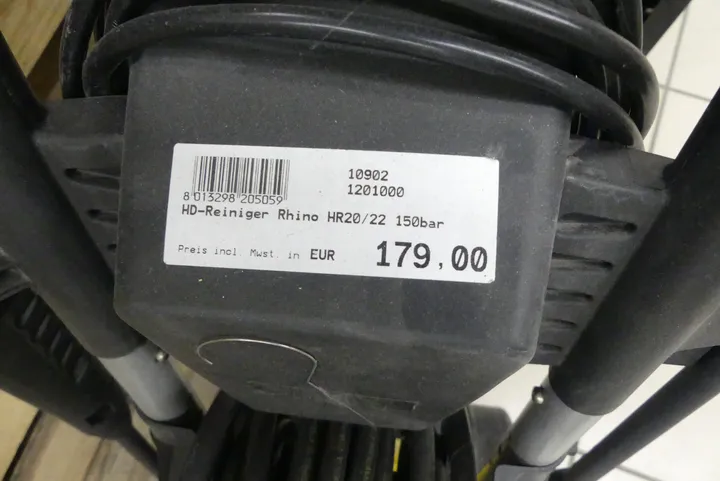 10902
8 013298 205059 1201000
HD-Reiniger Rhino HR20/22 150bar
Preis incl. Mwst. in EUR 179,00